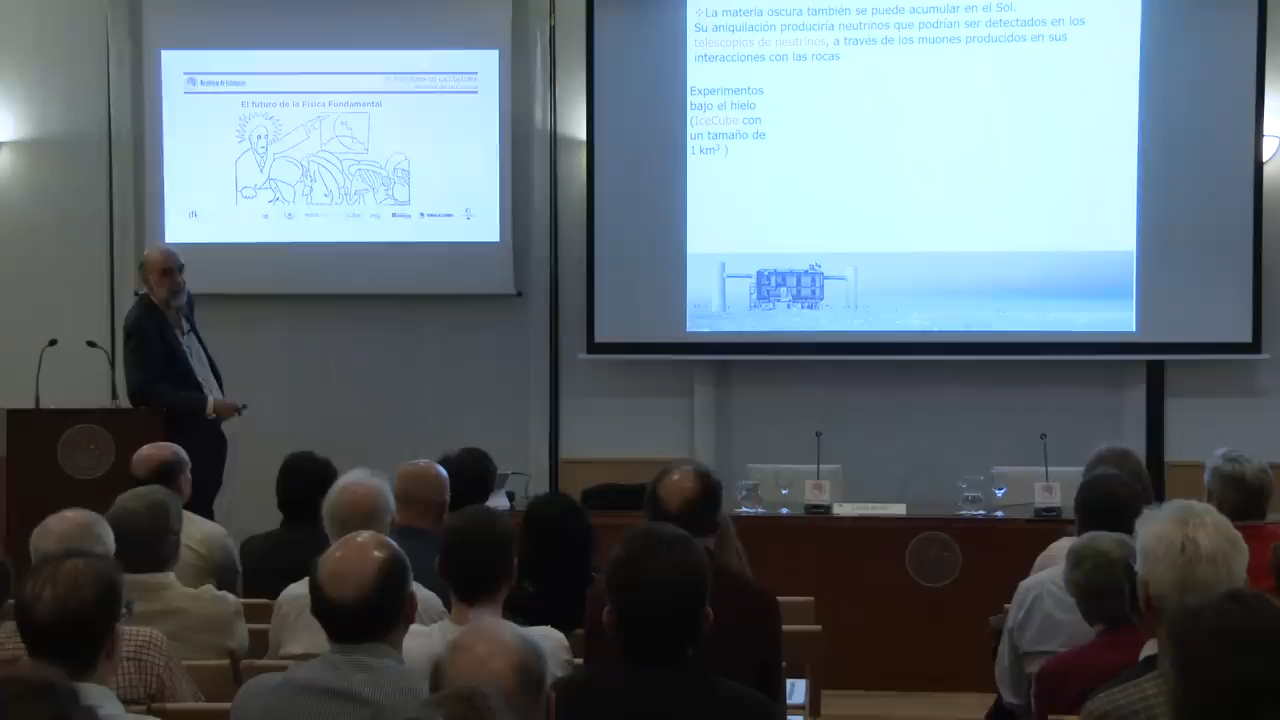 El futuro de la Física Fundamental
❖La materia oscura también se puede acumular en el Sol.
Su aniquilación produciría neutrinos que podrían ser detectados en los
telescopios de neutrinos, a través de los muones producidos en sus
interacciones con las rocas
Experimentos
bajo el hielo
(IceCube con
un tamaño de
1 km³ )